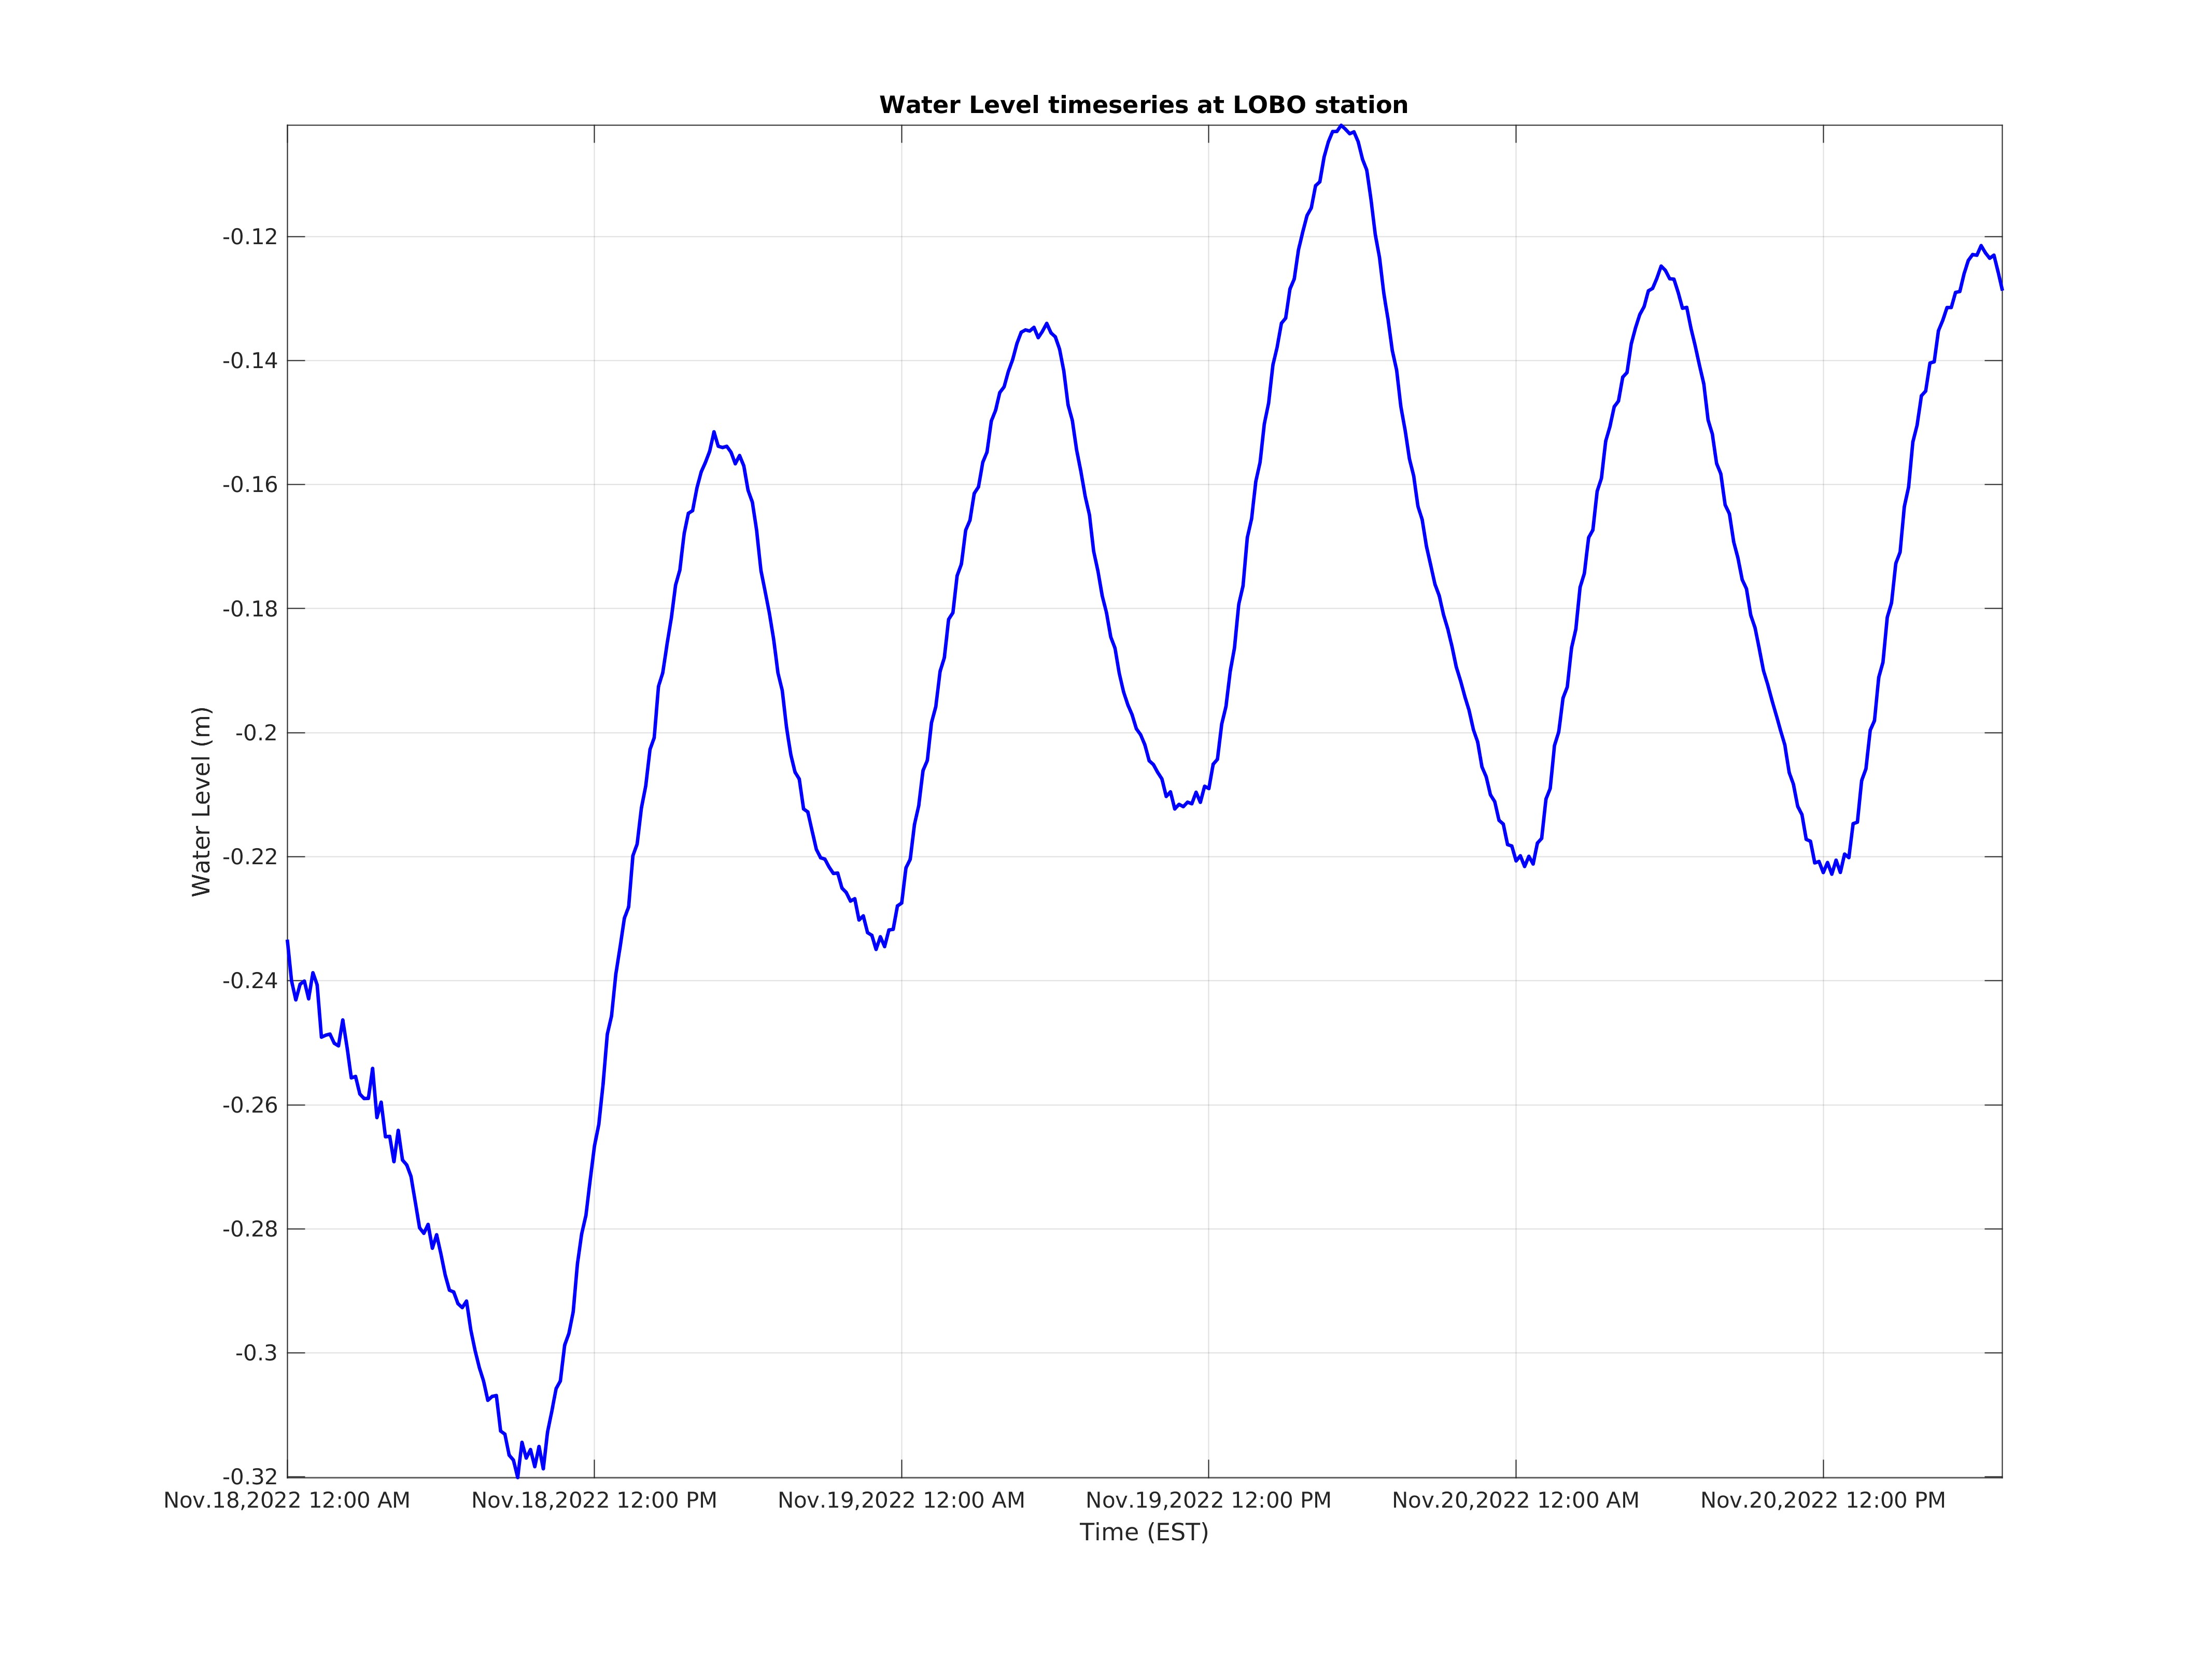 Water Level timeseries at LOBO station
-0.12
-0.14
-0.16
-0.18
-0.2
-0.22
-0.24
-0.26
-0.28
-0.3
-0.32
Water Level (m)
Nov.18,2022 12:00 AM Nov.18,2022 12:00 PM Nov.19,2022 12:00 AM Nov.19,2022 12:00 PM Nov.20,2022 12:00 AM Nov.20,2022 12:00 PM
Time (EST)